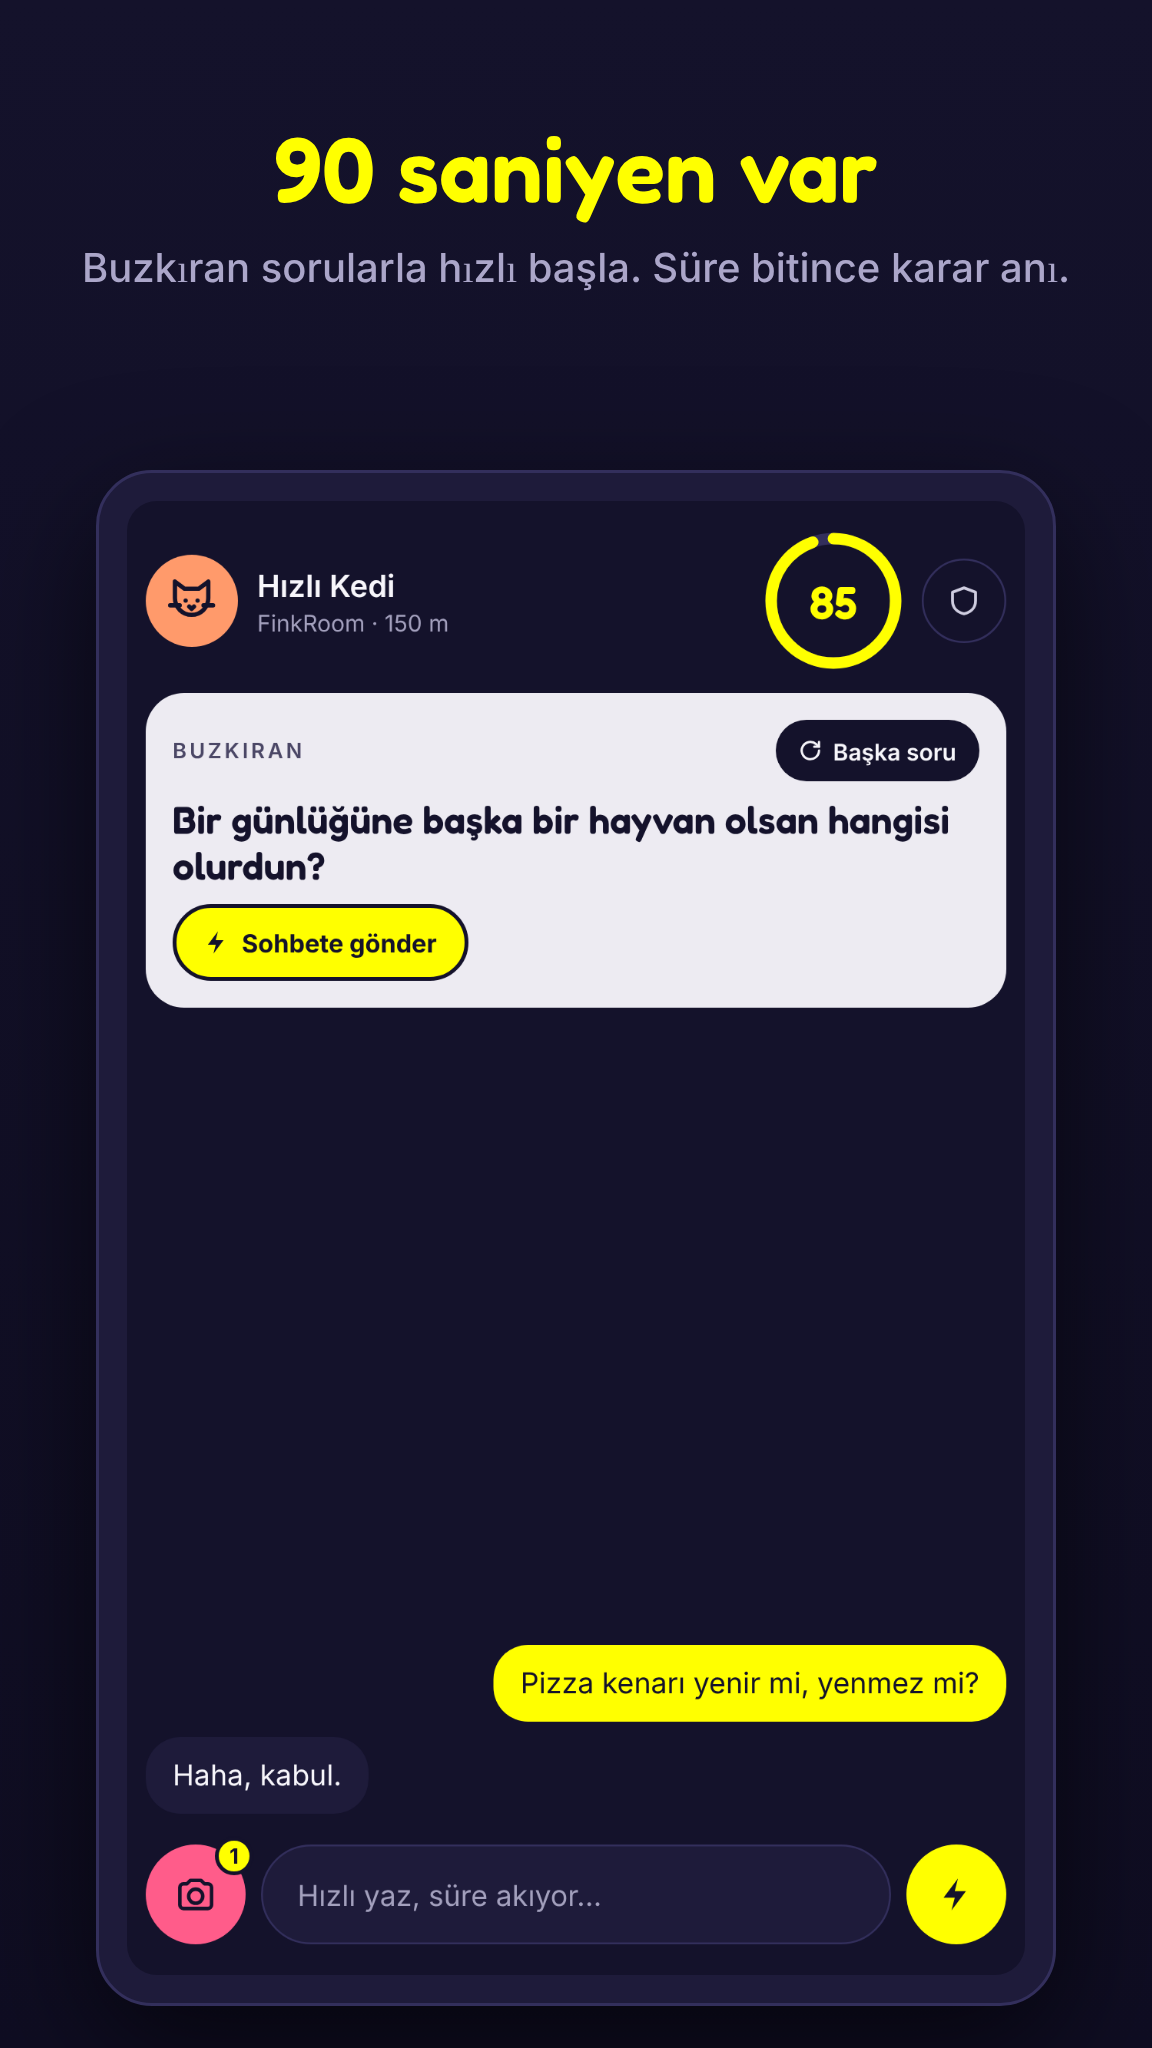 90 saniyen var
Buzkıran sorularla hızlı başla. Süre bitince karar anı.
Hızlı Kedi
FinkRoom · 150 m
85
BUZKIRAN
Başka soru
Bir günlüğüne başka bir hayvan olsan hangisi
olurdun?
Sohbete gönder
Pizza kenarı yenir mi, yenmez mi?
Haha, kabul.
1
Hızlı yaz, süre akıyor...